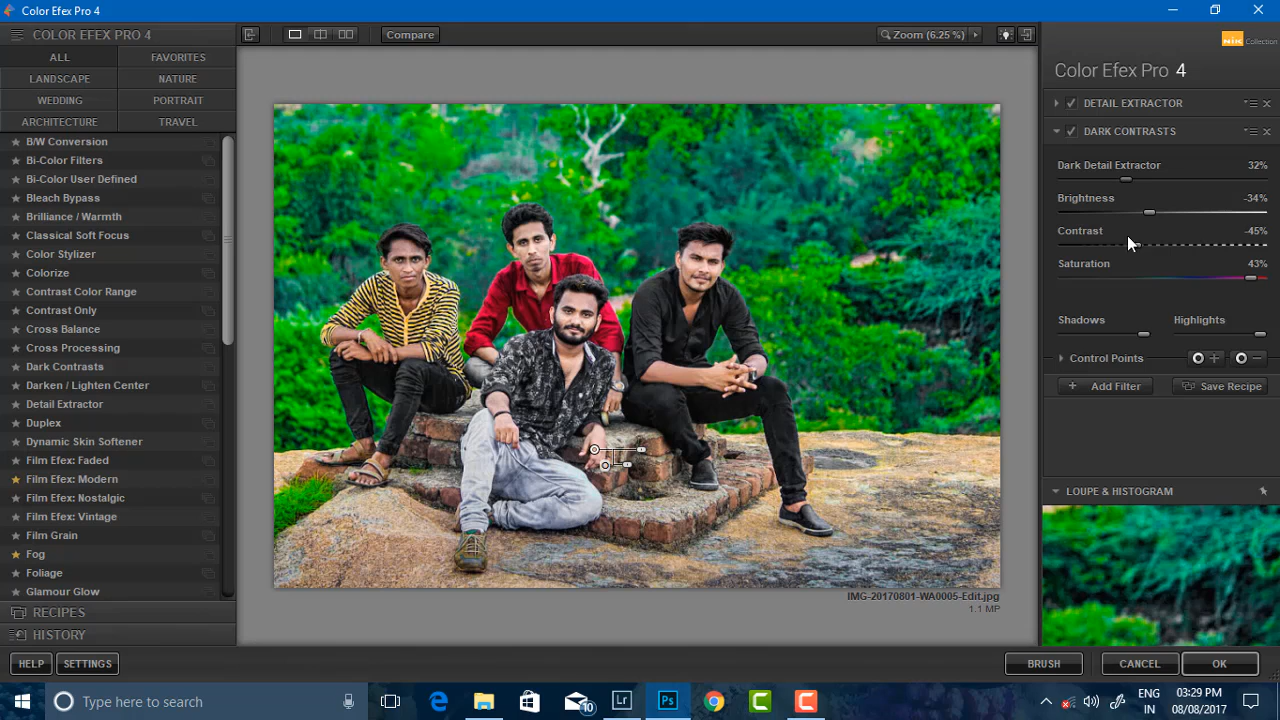 Color Efex Pro 4
COLOR EFEX PRO 4
ALL
FAVORITES
LANDSCAPE
NATURE
WEDDING
PORTRAIT
ARCHITECTURE
TRAVEL
B/W Conversion
Bi-Color Filters
Bi-Color User Defined
Bleach Bypass
Brilliance / Warmth
Classical Soft Focus
Color Stylizer
Colorize
Contrast Color Range
Contrast Only
Cross Balance
Cross Processing
Dark Contrasts
Darken / Lighten Center
Detail Extractor
Duplex
Dynamic Skin Softener
Film Efex: Faded
Film Efex: Modern
Film Efex: Nostalgic
Film Efex: Vintage
Film Grain
Fog
Foliage
Glamour Glow
RECIPES
HISTORY
HELP
SETTINGS
Compare
Zoom (6.25 %)
IMG-20170801-WA0005-Edit.jpg
1.1 MP
Nik Collection
Color Efex Pro 4
DETAIL EXTRACTOR
DARK CONTRASTS
Dark Detail Extractor 32%
Brightness -34%
Contrast -45%
Saturation 43%
Shadows Highlights
Control Points
Add Filter
Save Recipe
LOUPE & HISTOGRAM
BRUSH
CANCEL
OK
Type here to search
10
Lr
Ps
C
C
ENG
IN
03:29 PM
08/08/2017